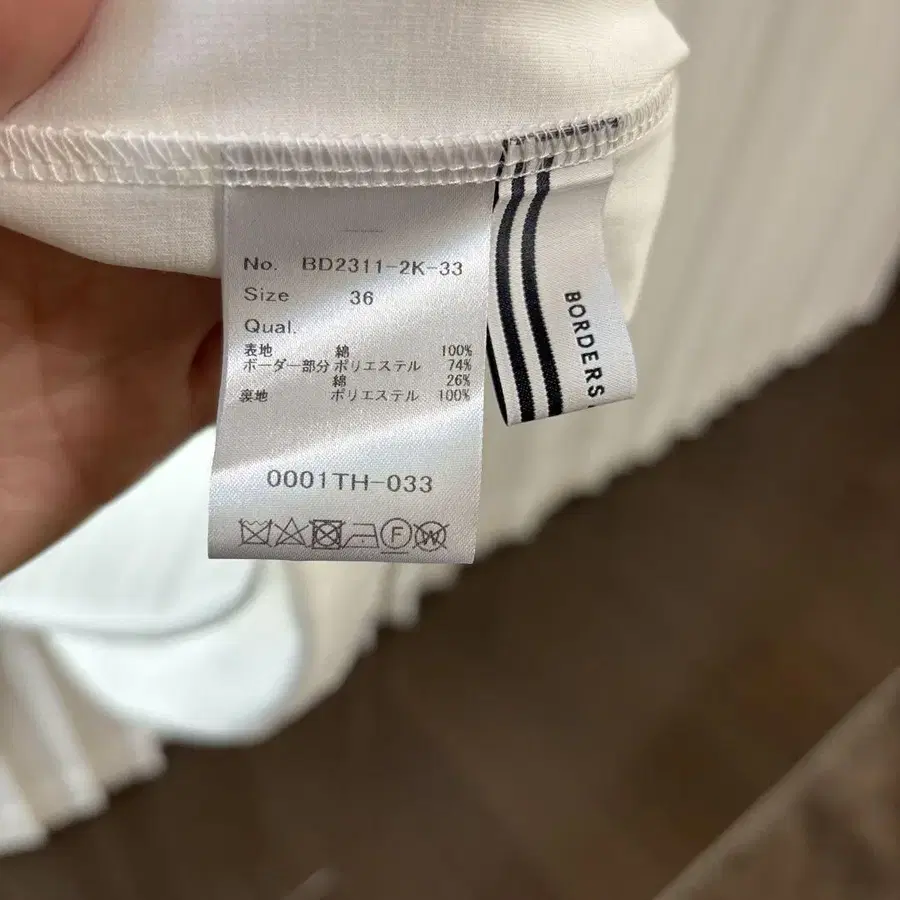 No. BD2311-2K-33
Size 36
Qual.
表地 綿 100%
ボーダー部分 ポリエステル 74%
綿 26%
裏地 ポリエステル 100%
0001TH-033
F W
BORDERS